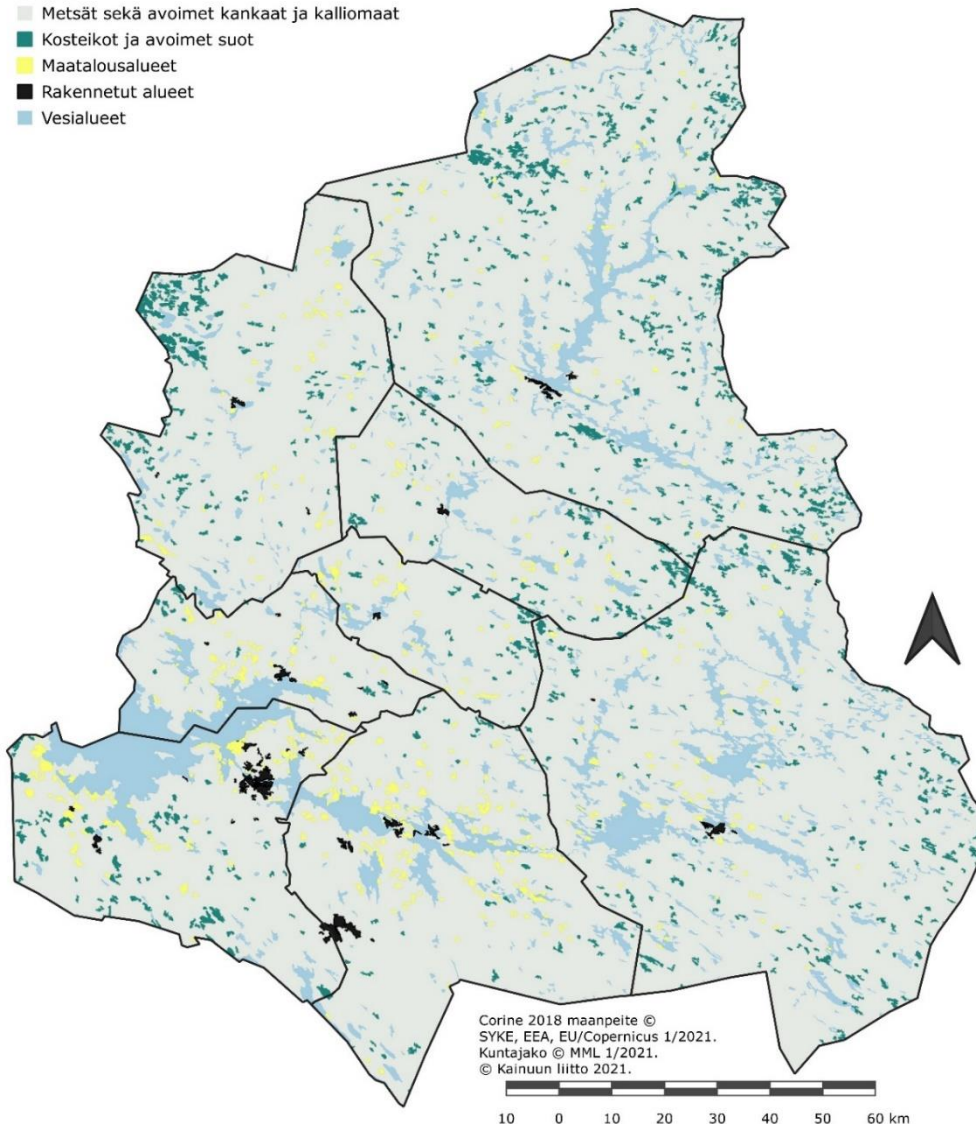 Metsät sekä avoimet kankaat ja kalliomaat
Kosteikot ja avoimet suot
Maatalousalueet
Rakennetut alueet
Vesialueet
Corine 2018 maanpeite ©
SYKE, EEA, EU/Copernicus 1/2021.
Kuntajako © MML 1/2021.
© Kainuun liitto 2021.
10 0 10 20 30 40 50 60 km